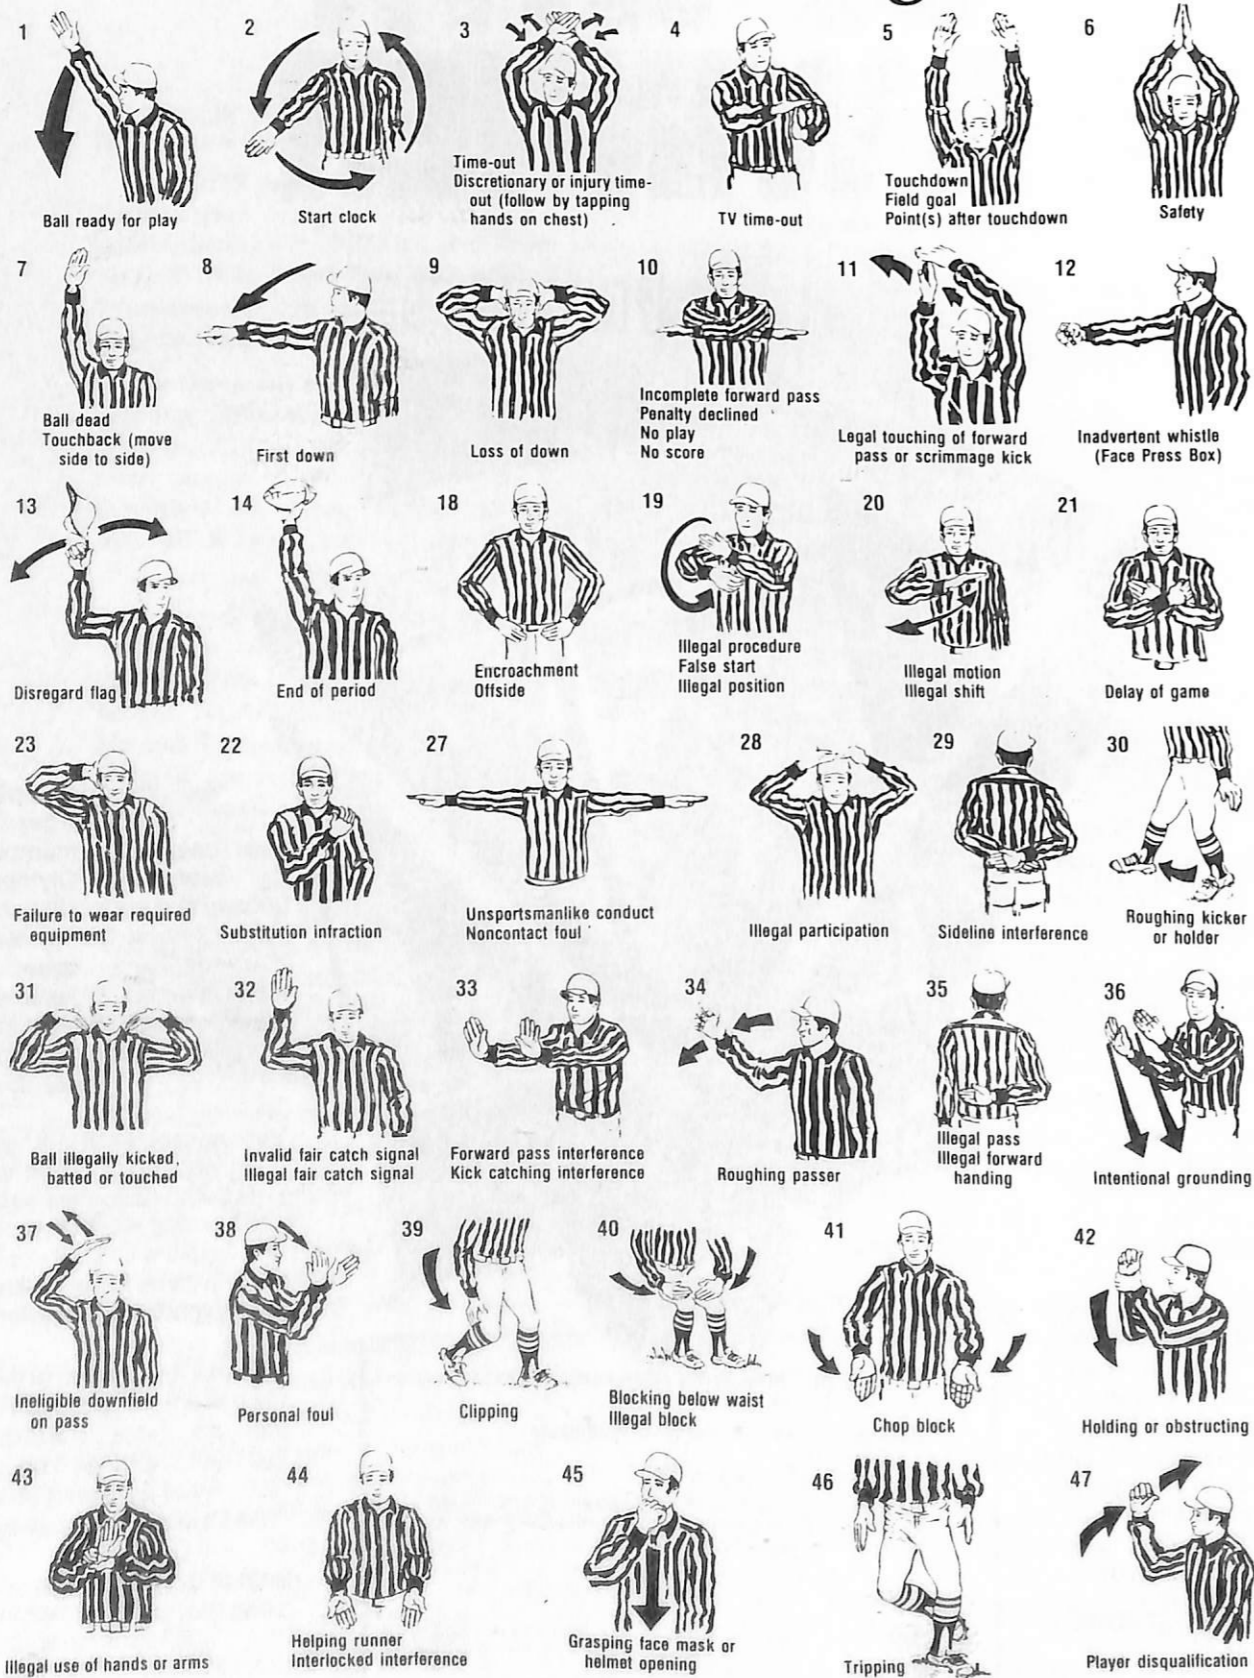 1
Ball ready for play
2
Start clock
3
Time-out
Discretionary or injury time-
out (follow by tapping
hands on chest)
4
TV time-out
5
Touchdown
Field goal
Point(s) after touchdown
6
Safety
7
Ball dead
Touchback (move
side to side)
8
First down
9
Loss of down
10
Incomplete forward pass
Penalty declined
No play
No score
11
Legal touching of forward
pass or scrimmage kick
12
Inadvertent whistle
(Face Press Box)
13
Disregard flag
14
End of period
18
Encroachment
Offside
19
Illegal procedure
False start
Illegal position
20
Illegal motion
Illegal shift
21
Delay of game
23
Failure to wear required
equipment
22
Substitution infraction
27
Unsportsmanlike conduct
Noncontact foul
28
Illegal participation
29
Sideline interference
30
Roughing kicker
or holder
31
Ball illegally kicked,
batted or touched
32
Invalid fair catch signal
Illegal fair catch signal
33
Forward pass interference
Kick catching interference
34
Roughing passer
35
Illegal pass
Illegal forward
handing
36
Intentional grounding
37
Ineligible downfield
on pass
38
Personal foul
39
Clipping
40
Blocking below waist
Illegal block
41
Chop block
42
Holding or obstructing
43
Illegal use of hands or arms
44
Helping runner
Interlocked interference
45
Grasping face mask or
helmet opening
46
Tripping
47
Player disqualification